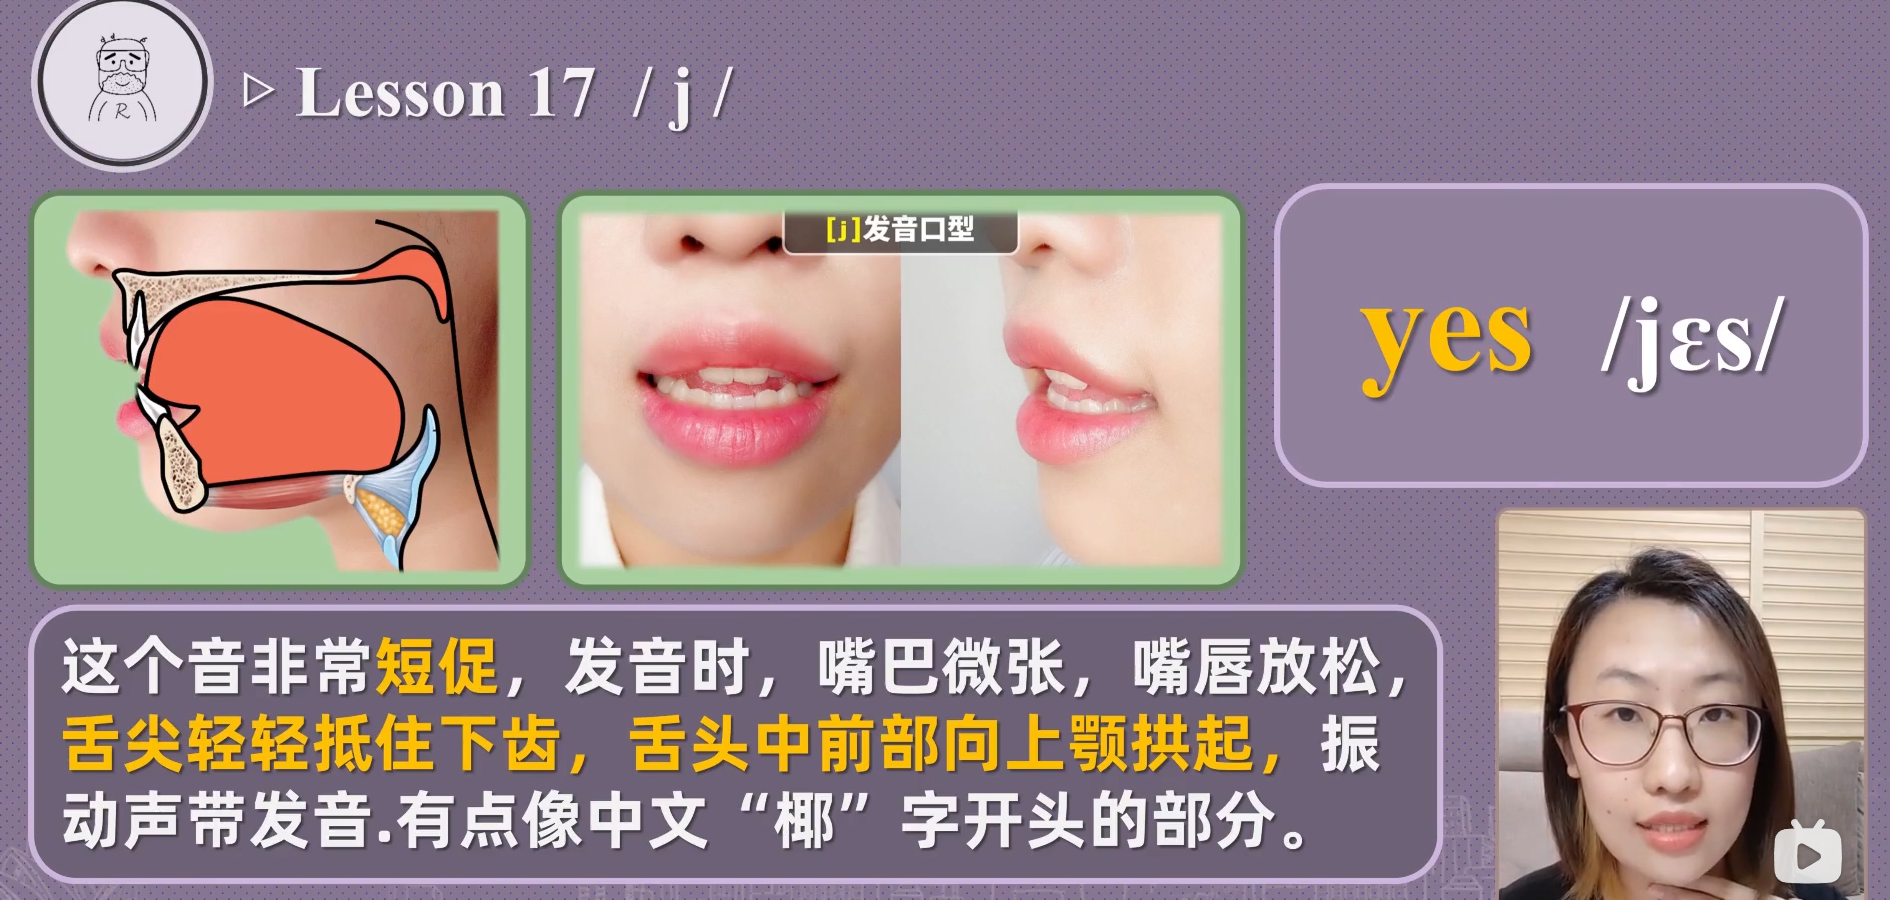 R
Lesson 17 / j /
[j]发音口型
yes /jɛs/
这个音非常短促，发音时，嘴巴微张，嘴唇放松，
舌尖轻轻抵住下齿，舌头中前部向上颚拱起，振
动声带发音.有点像中文“椰”字开头的部分。